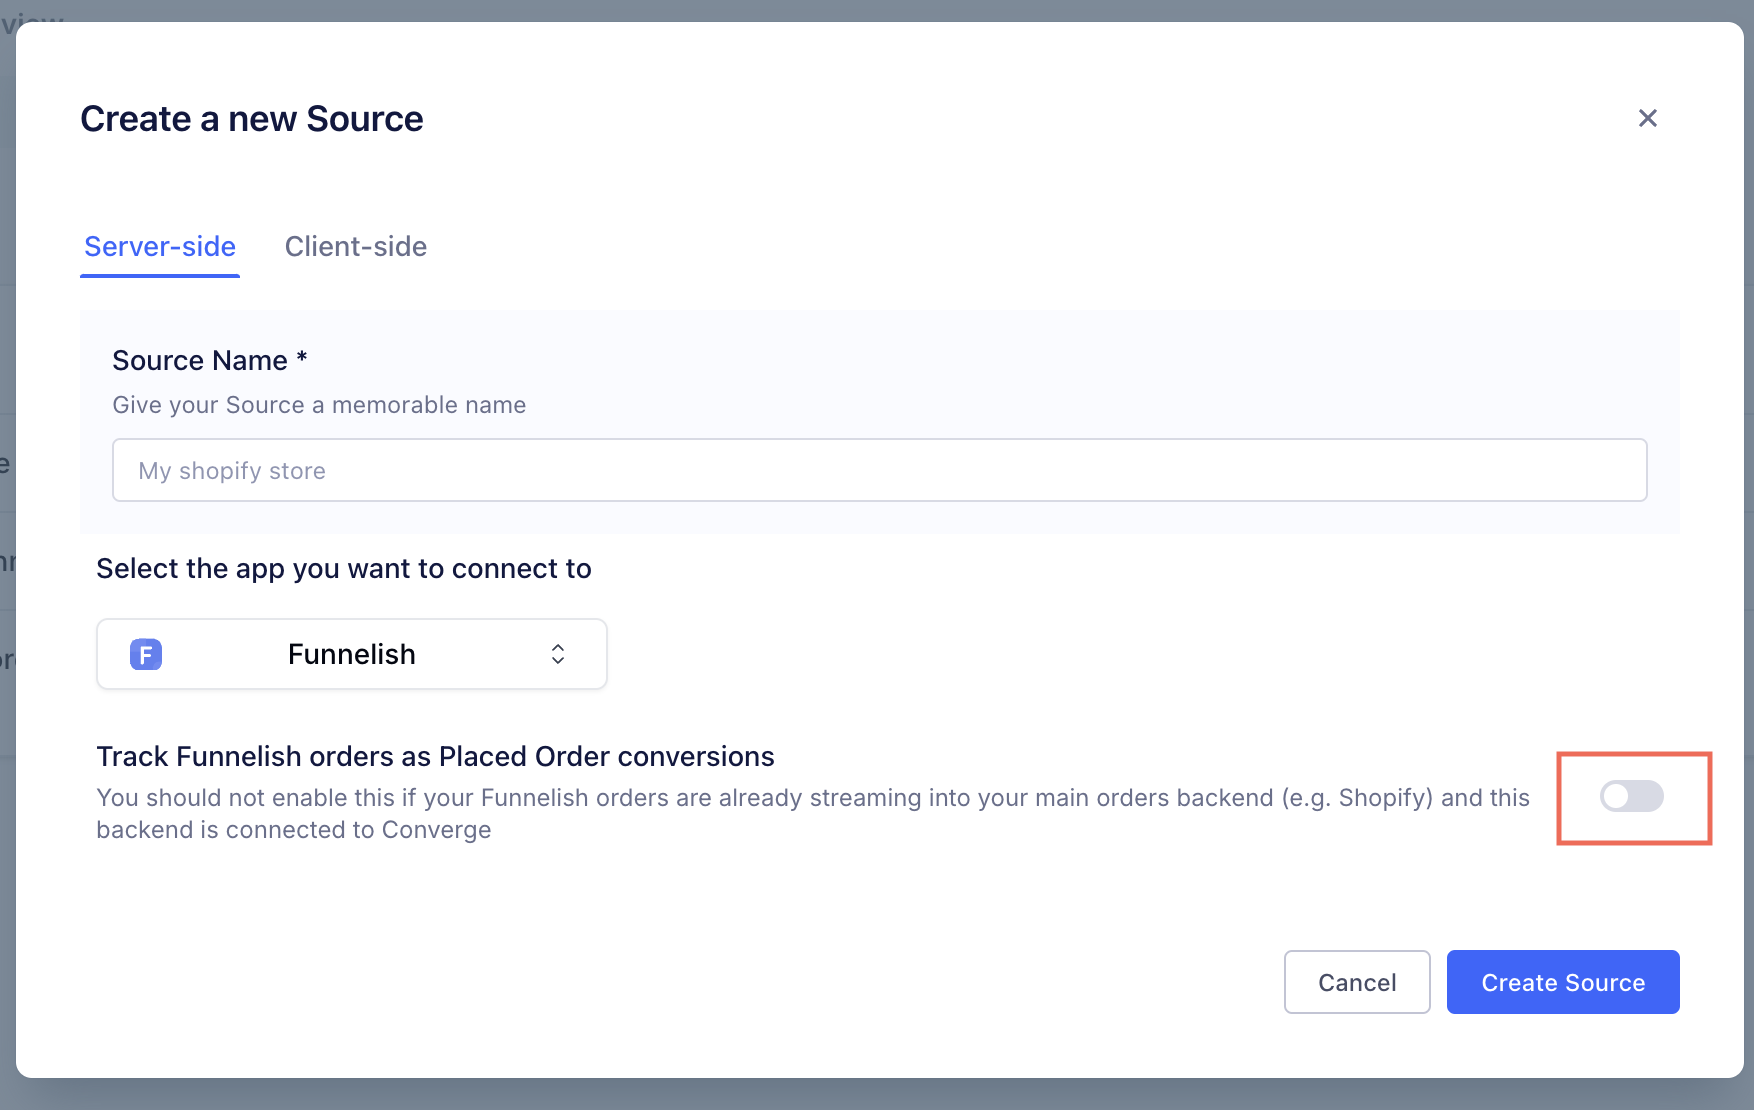 Create a new Source
Server-side
Client-side
Source Name *
Give your Source a memorable name
My shopify store
Select the app you want to connect to
F
Funnelish
Track Funnelish orders as Placed Order conversions
You should not enable this if your Funnelish orders are already streaming into your main orders backend (e.g. Shopify) and this
backend is connected to Converge
Cancel
Create Source